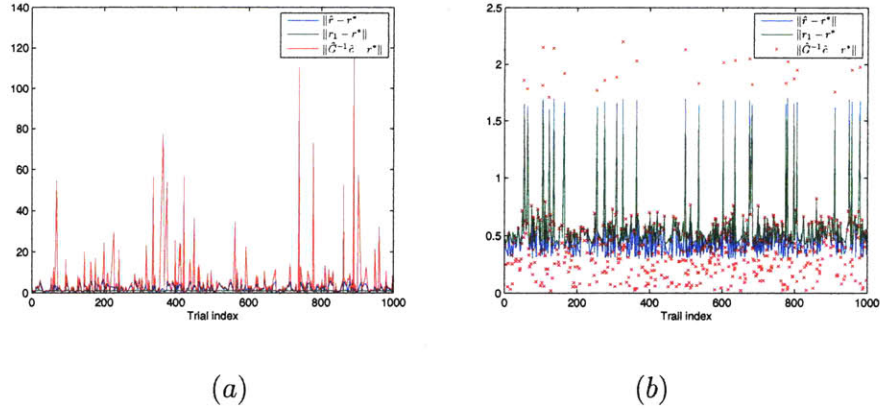 140
120
100
80
60
40
20
0
0 200 400 600 800 1000
Trial index
‖r̂ − r*‖
‖r₁ − r*‖
‖Ĝ⁻¹ĉ − r*‖
(a)
2.5
2
1.5
1
0.5
0
0 200 400 600 800 1000
Trail index
‖r̂ − r*‖
‖r₁ − r*‖
‖Ĝ⁻¹ĉ − r*‖
(b)